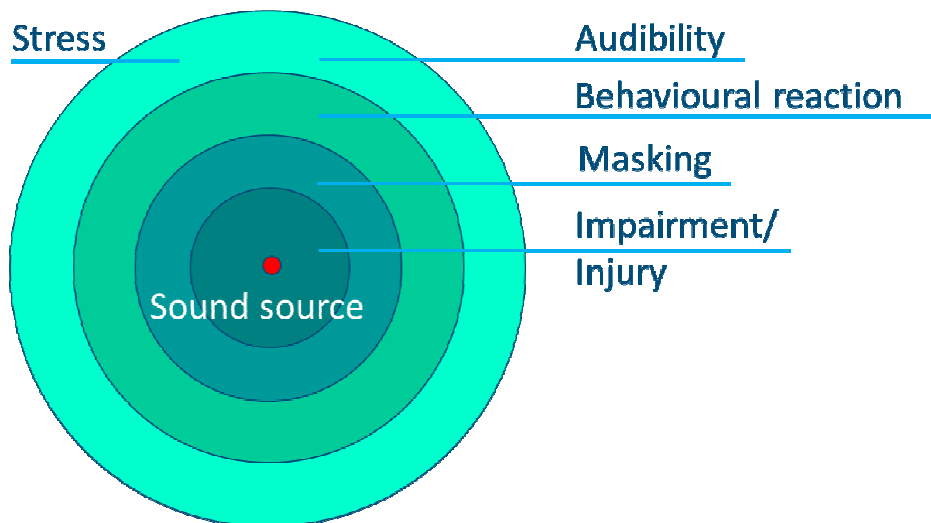 Stress
Audibility
Behavioural reaction
Masking
Impairment/
Injury
Sound source